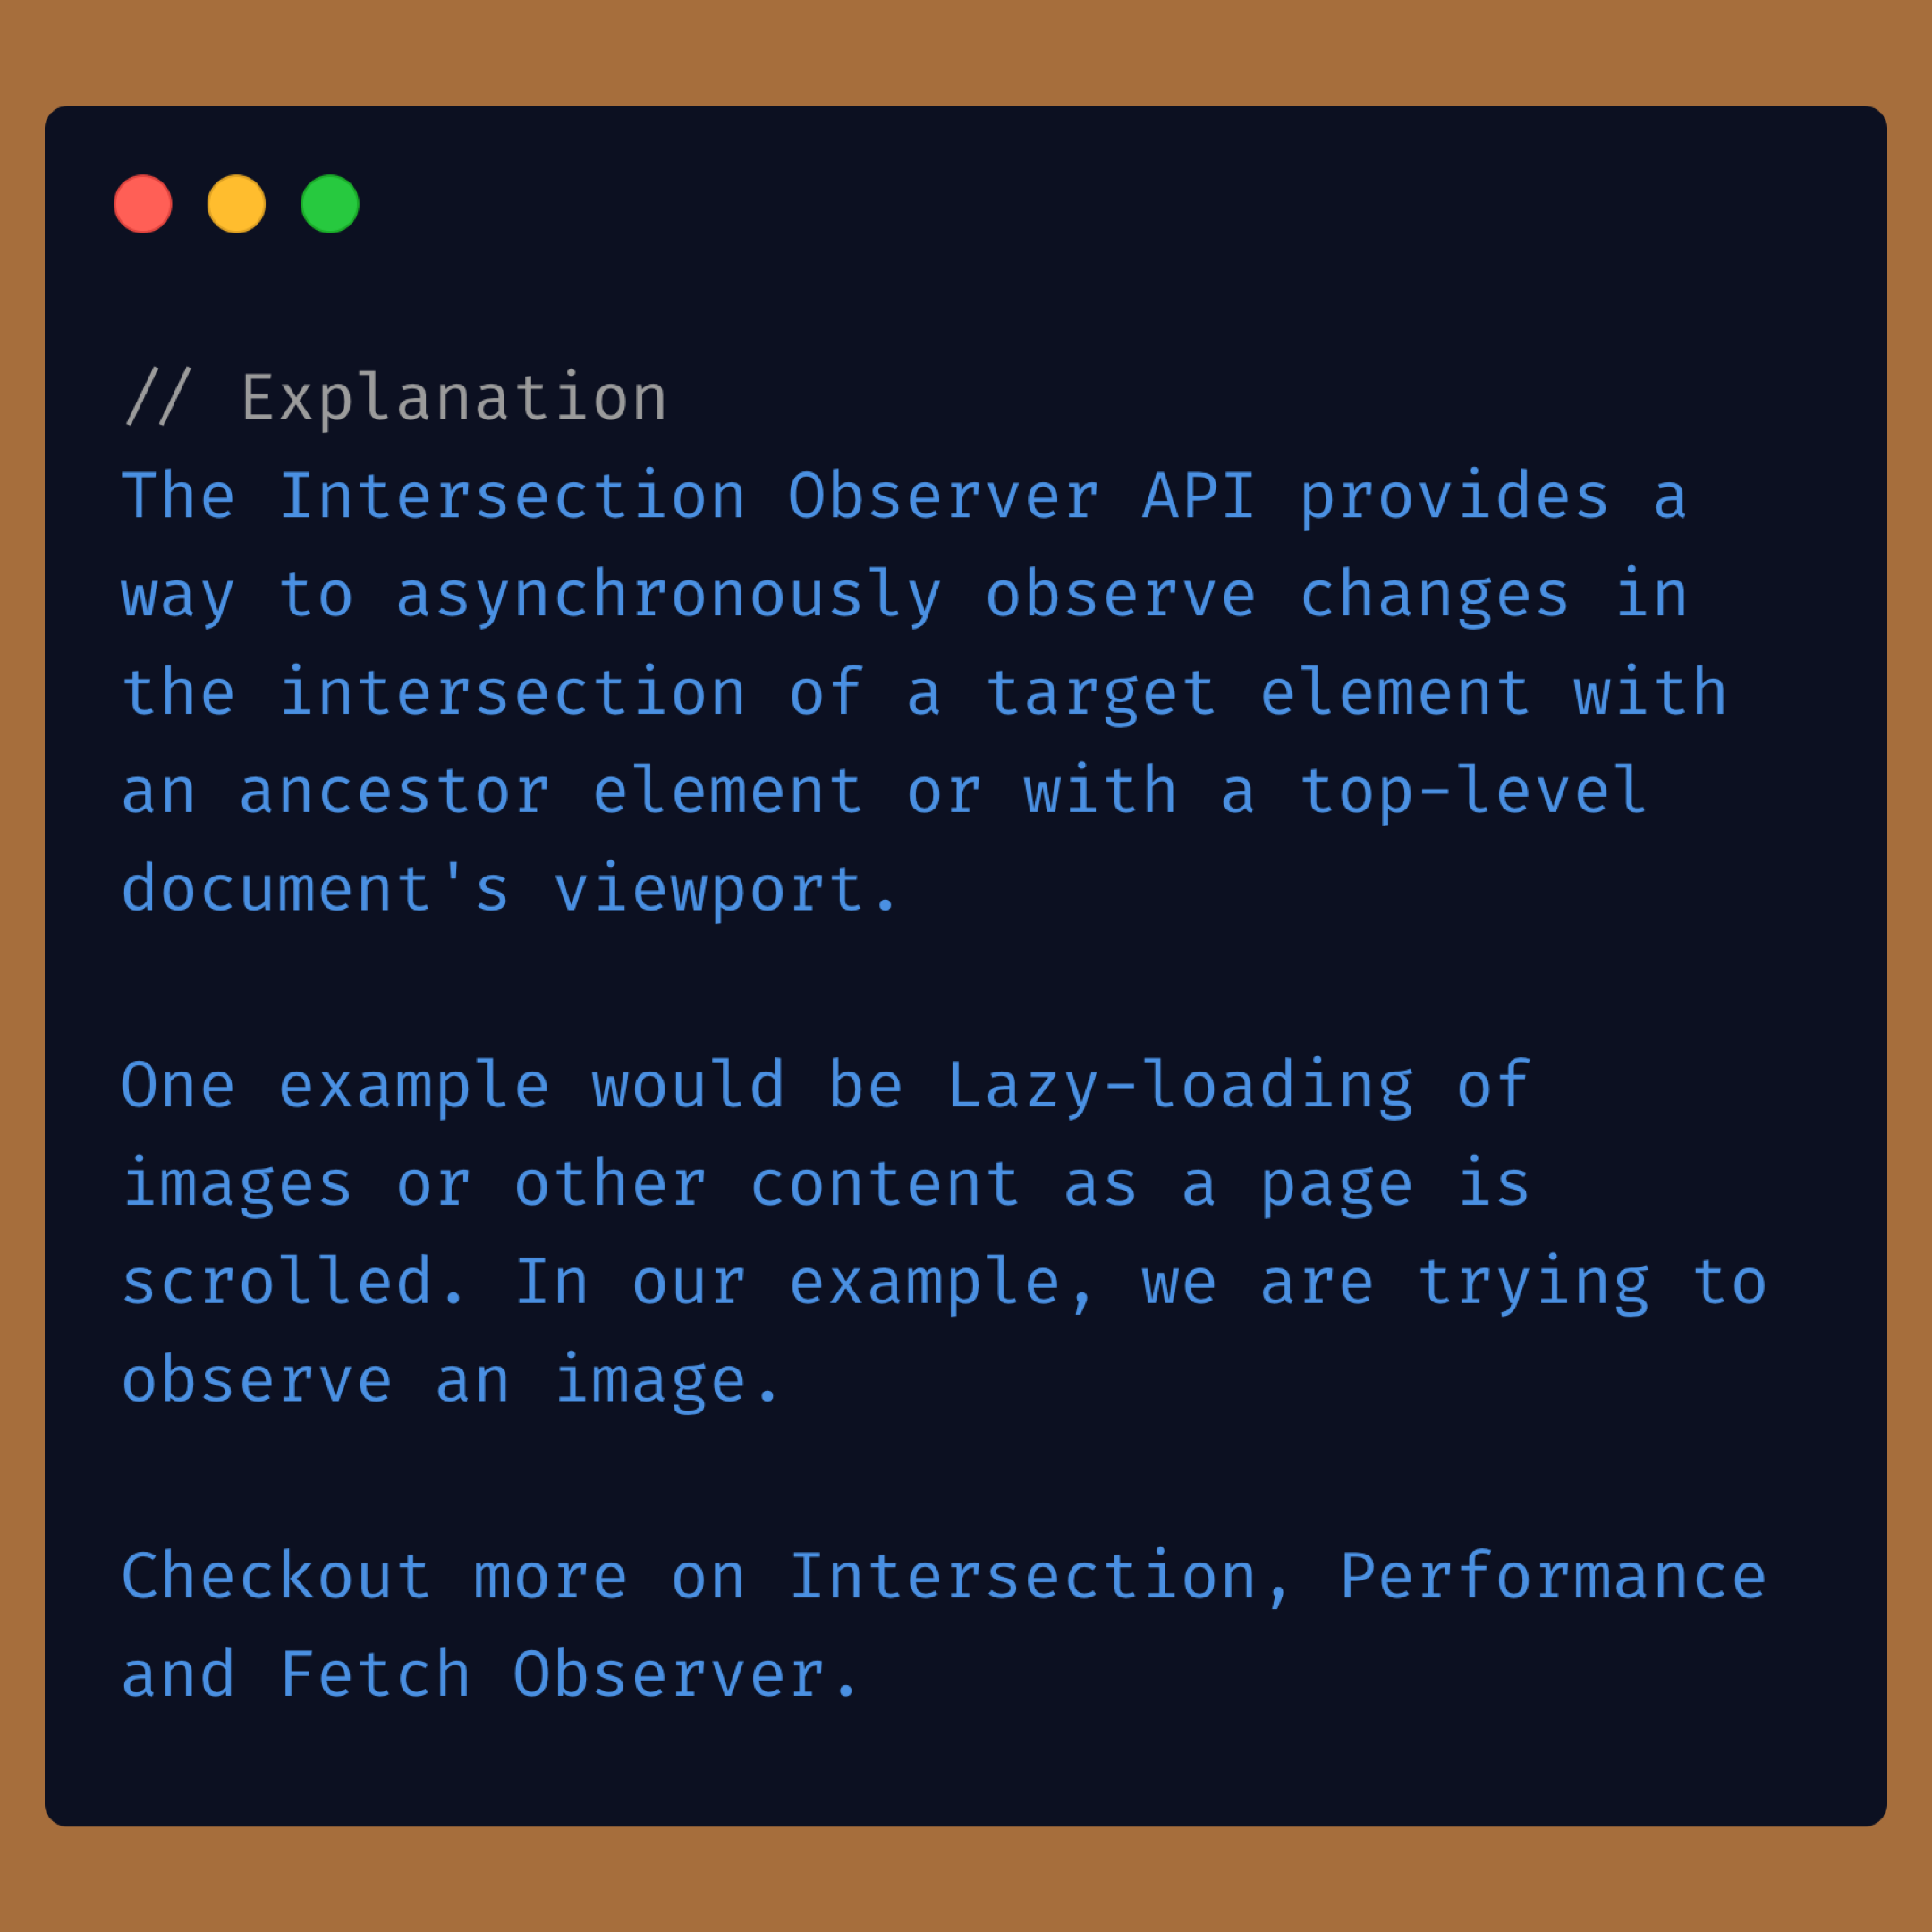 // Explanation
The Intersection Observer API provides a
way to asynchronously observe changes in
the intersection of a target element with
an ancestor element or with a top-level
document's viewport.
One example would be Lazy-loading of
images or other content as a page is
scrolled. In our example, we are trying to
observe an image.
Checkout more on Intersection, Performance
and Fetch Observer.